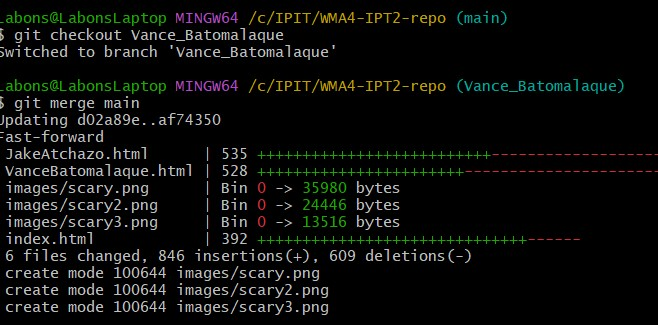 Labons@LabonsLaptop MINGW64 /c/IPIT/WMA4-IPT2-repo (main)
$ git checkout Vance_Batomalaque
Switched to branch 'Vance_Batomalaque'
Labons@LabonsLaptop MINGW64 /c/IPIT/WMA4-IPT2-repo (Vance_Batomalaque)
$ git merge main
Updating d02a89e..af74350
Fast-forward
JakeAtchazo.html | 535 ++++++++++++++++++++++++++-------------------
VanceBatomalaque.html | 528 +++++++++++++++++++++++----------------------
images/scary.png | Bin 0 -> 35980 bytes
images/scary2.png | Bin 0 -> 24446 bytes
images/scary3.png | Bin 0 -> 13516 bytes
index.html | 392 ++++++++++++++++++++++++++++++------
6 files changed, 846 insertions(+), 609 deletions(-)
create mode 100644 images/scary.png
create mode 100644 images/scary2.png
create mode 100644 images/scary3.png